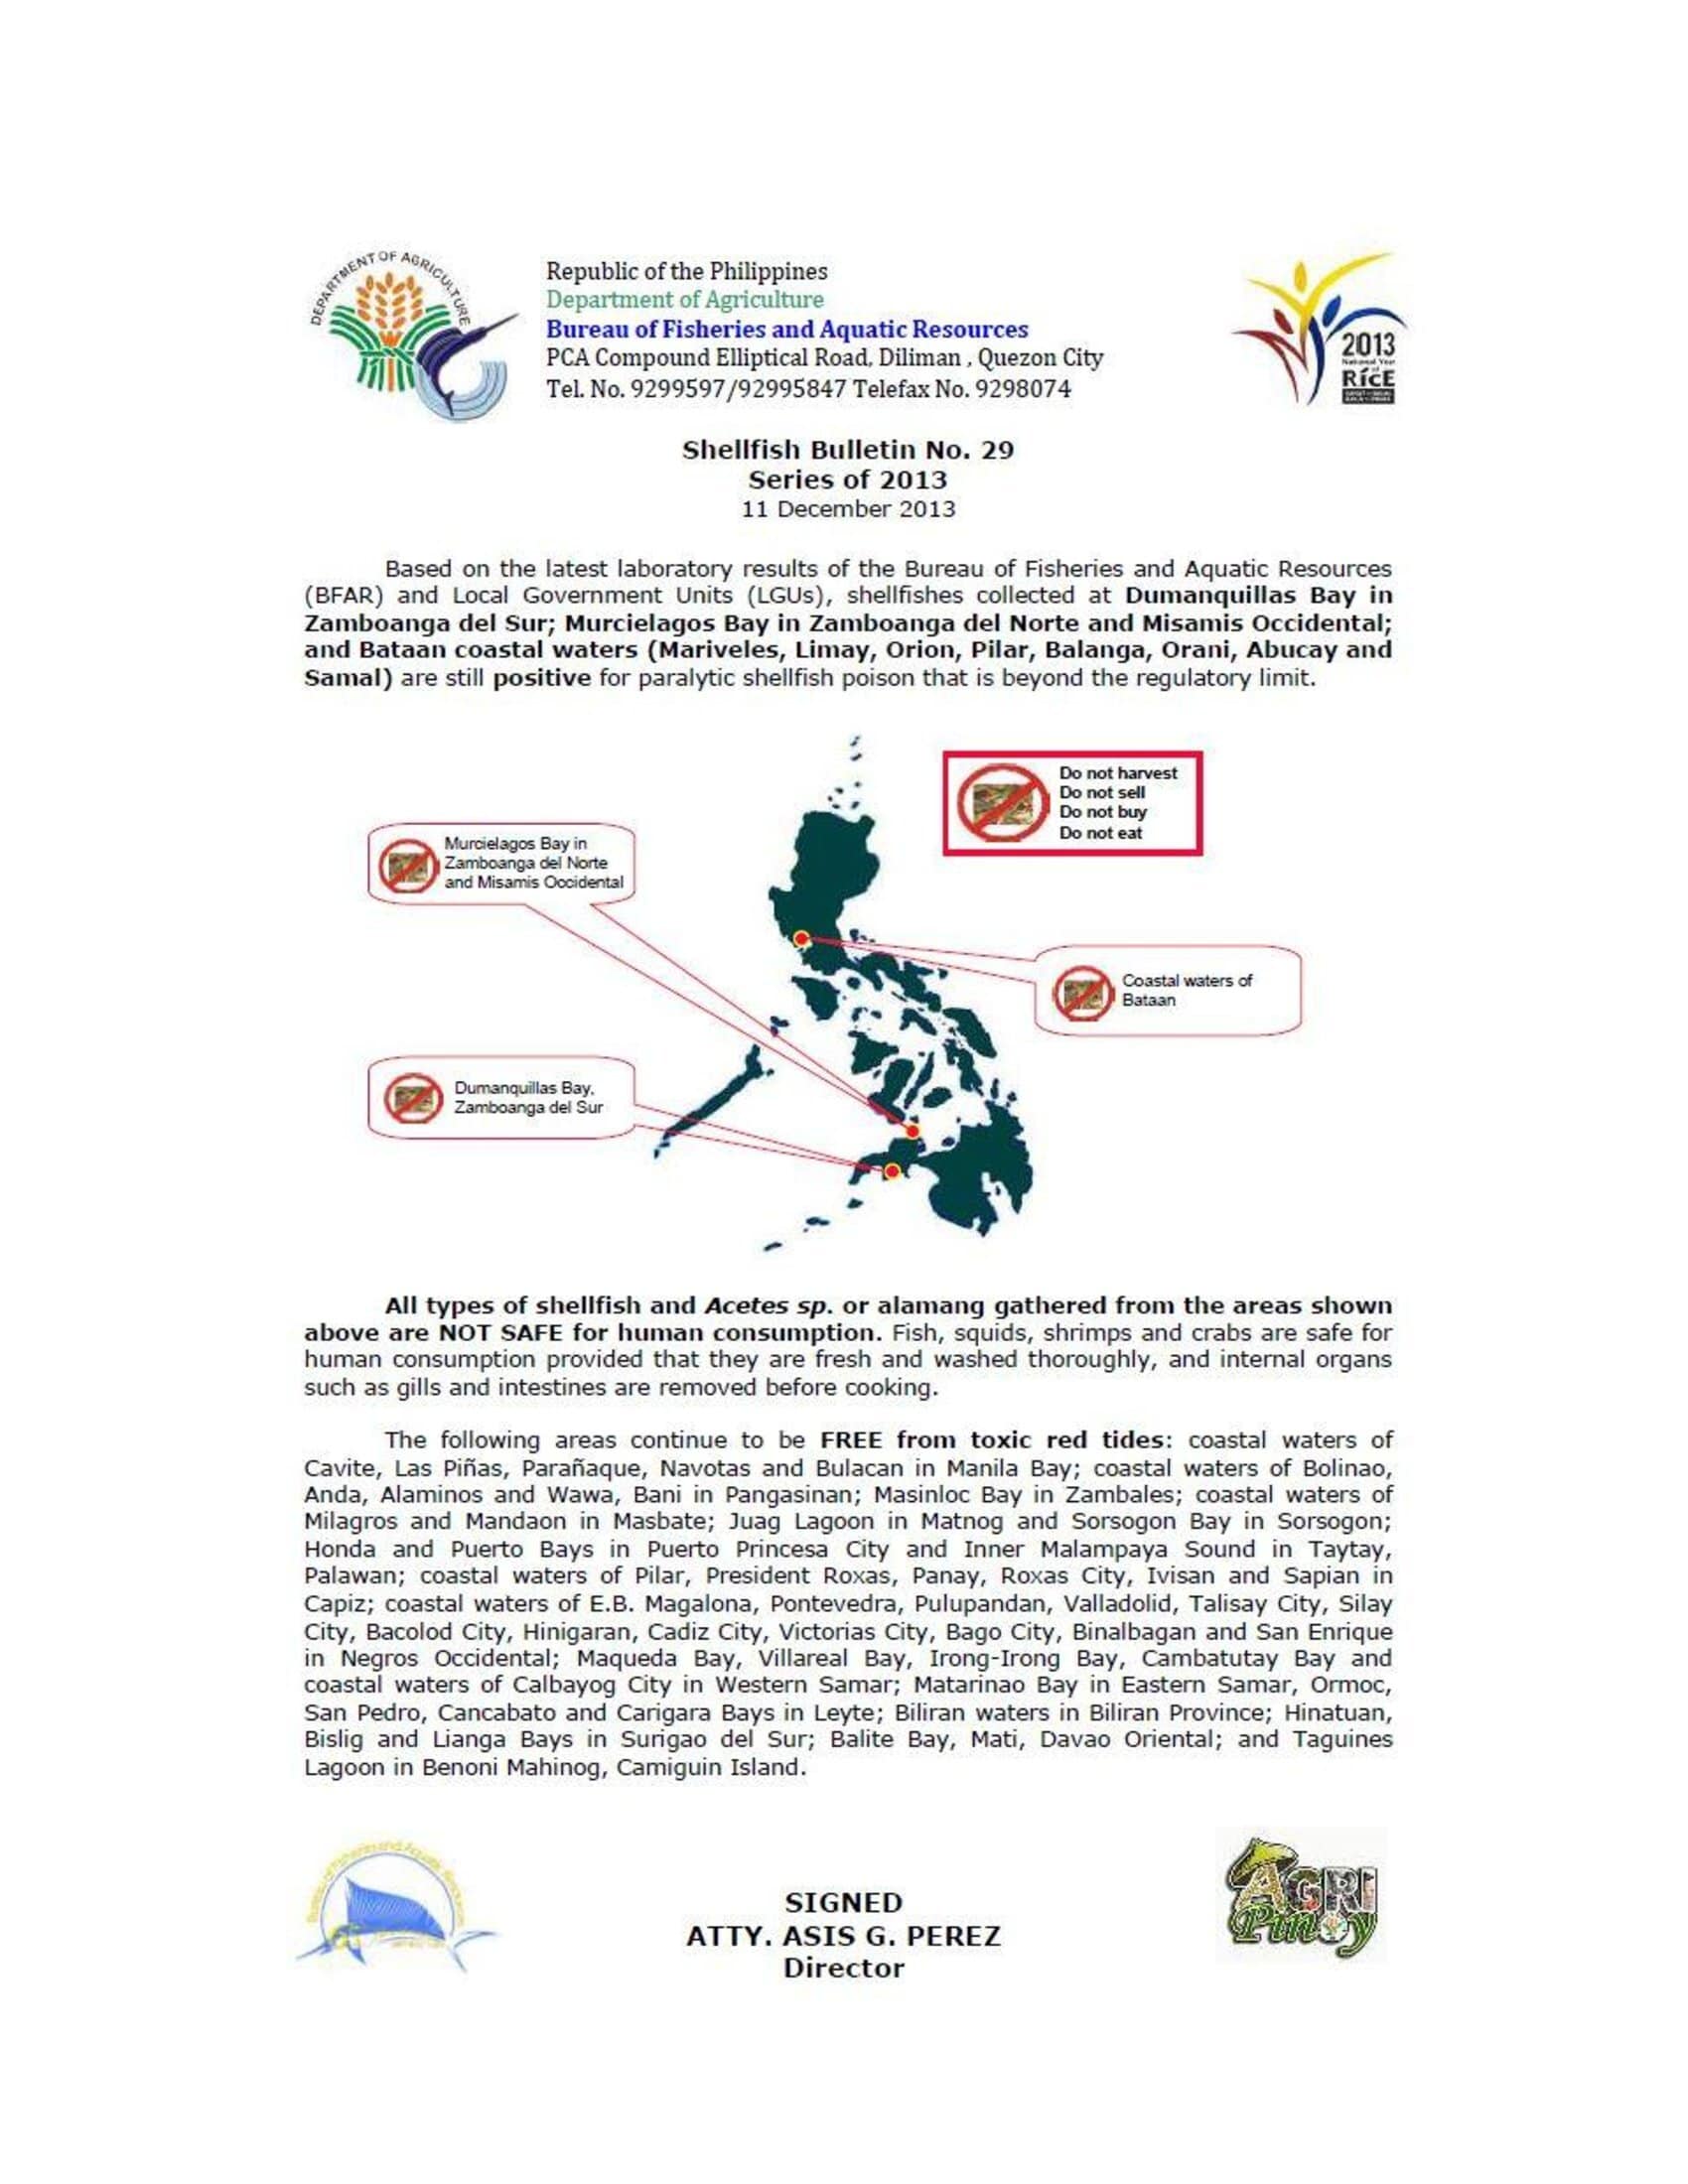 DEPARTMENT OF AGRICULTURE
Republic of the Philippines
Department of Agriculture
Bureau of Fisheries and Aquatic Resources
PCA Compound Elliptical Road, Diliman , Quezon City
Tel. No. 9299597/92995847 Telefax No. 9298074
2013
National Year
of
RicE
Shellfish Bulletin No. 29
Series of 2013
11 December 2013
Based on the latest laboratory results of the Bureau of Fisheries and Aquatic Resources
(BFAR) and Local Government Units (LGUs), shellfishes collected at Dumanquillas Bay in
Zamboanga del Sur; Murcielagos Bay in Zamboanga del Norte and Misamis Occidental;
and Bataan coastal waters (Mariveles, Limay, Orion, Pilar, Balanga, Orani, Abucay and
Samal) are still positive for paralytic shellfish poison that is beyond the regulatory limit.
Do not harvest
Do not sell
Do not buy
Do not eat
Murcielagos Bay in
Zamboanga del Norte
and Misamis Occidental
Coastal waters of
Bataan
Dumanquillas Bay,
Zamboanga del Sur
All types of shellfish and Acetes sp. or alamang gathered from the areas shown
above are NOT SAFE for human consumption. Fish, squids, shrimps and crabs are safe for
human consumption provided that they are fresh and washed thoroughly, and internal organs
such as gills and intestines are removed before cooking.
The following areas continue to be FREE from toxic red tides: coastal waters of
Cavite, Las Piñas, Parañaque, Navotas and Bulacan in Manila Bay; coastal waters of Bolinao,
Anda, Alaminos and Wawa, Bani in Pangasinan; Masinloc Bay in Zambales; coastal waters of
Milagros and Mandaon in Masbate; Juag Lagoon in Matnog and Sorsogon Bay in Sorsogon;
Honda and Puerto Bays in Puerto Princesa City and Inner Malampaya Sound in Taytay,
Palawan; coastal waters of Pilar, President Roxas, Panay, Roxas City, Ivisan and Sapian in
Capiz; coastal waters of E.B. Magalona, Pontevedra, Pulupandan, Valladolid, Talisay City, Silay
City, Bacolod City, Hinigaran, Cadiz City, Victorias City, Bago City, Binalbagan and San Enrique
in Negros Occidental; Maqueda Bay, Villareal Bay, Irong-Irong Bay, Cambatutay Bay and
coastal waters of Calbayog City in Western Samar; Matarinao Bay in Eastern Samar, Ormoc,
San Pedro, Cancabato and Carigara Bays in Leyte; Biliran waters in Biliran Province; Hinatuan,
Bislig and Lianga Bays in Surigao del Sur; Balite Bay, Mati, Davao Oriental; and Taguines
Lagoon in Benoni Mahinog, Camiguin Island.
Bureau of Fisheries and Aquatic Resources
SIGNED
ATTY. ASIS G. PEREZ
Director
AGRI
Pinoy